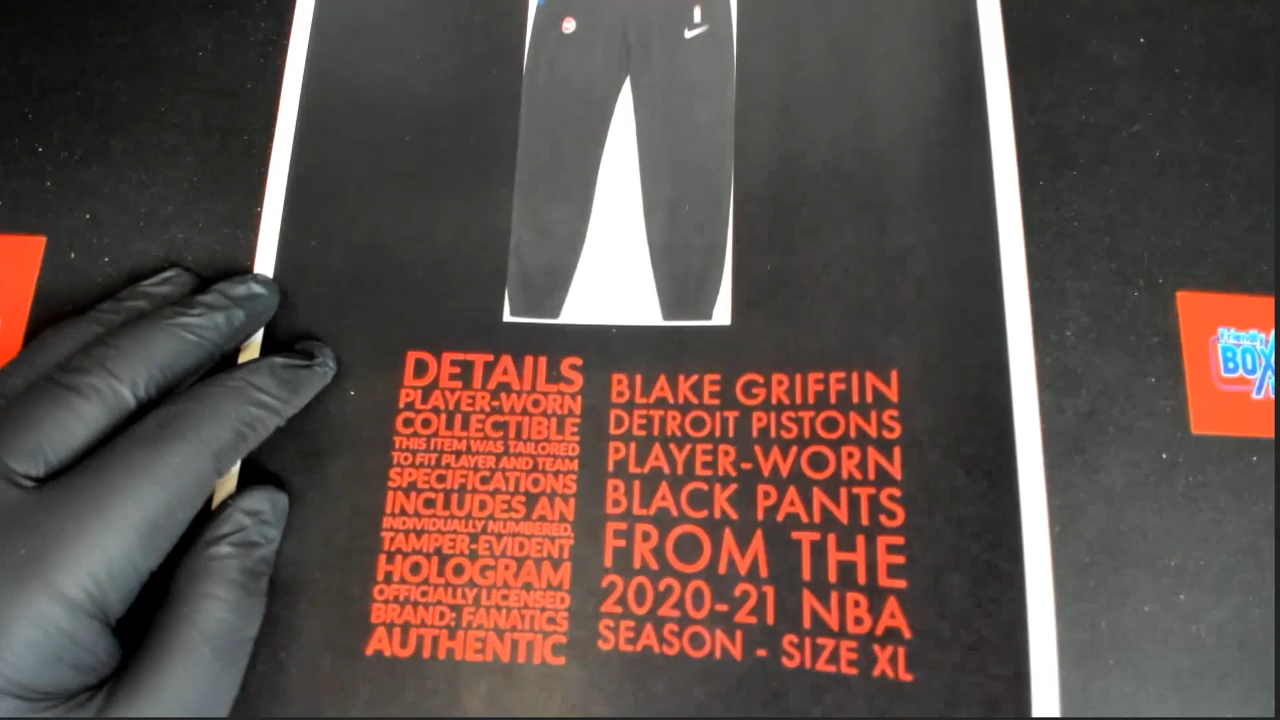 DETAILS
PLAYER-WORN
COLLECTIBLE
THIS ITEM WAS TAILORED
TO FIT PLAYER AND TEAM
SPECIFICATIONS
INCLUDES AN
INDIVIDUALLY NUMBERED,
TAMPER-EVIDENT
HOLOGRAM
OFFICIALLY LICENSED
BRAND: FANATICS
AUTHENTIC
BLAKE GRIFFIN
DETROIT PISTONS
PLAYER-WORN
BLACK PANTS
FROM THE
2020-21 NBA
SEASON - SIZE XL
Friendly
BOX